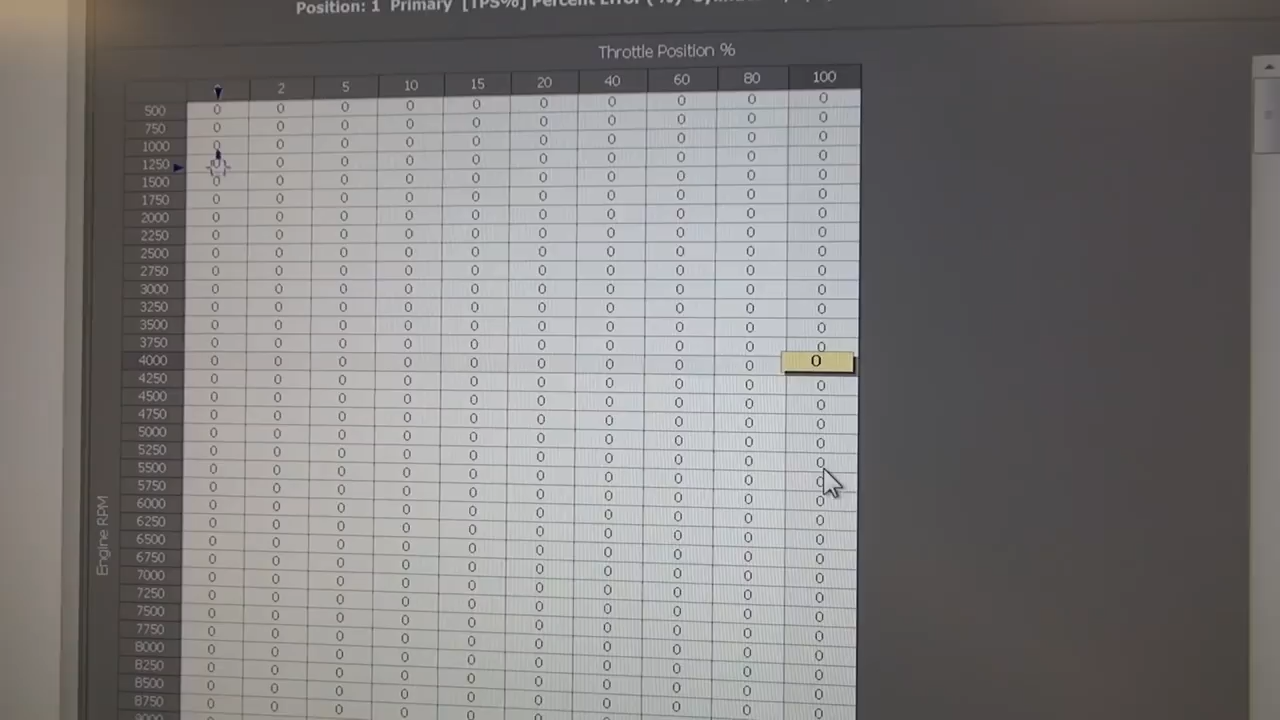 Position: 1 Primary [TPS%] Percent Error
Throttle Position %
0 2 5 10 15 20 40 60 80 100
500 0 0 0 0 0 0 0 0 0 0
750 0 0 0 0 0 0 0 0 0 0
1000 0 0 0 0 0 0 0 0 0 0
1250 0 0 0 0 0 0 0 0 0 0
1500 0 0 0 0 0 0 0 0 0 0
1750 0 0 0 0 0 0 0 0 0 0
2000 0 0 0 0 0 0 0 0 0 0
2250 0 0 0 0 0 0 0 0 0 0
2500 0 0 0 0 0 0 0 0 0 0
2750 0 0 0 0 0 0 0 0 0 0
3000 0 0 0 0 0 0 0 0 0 0
3250 0 0 0 0 0 0 0 0 0 0
3500 0 0 0 0 0 0 0 0 0 0
3750 0 0 0 0 0 0 0 0 0 0
4000 0 0 0 0 0 0 0 0 0 0
4250 0 0 0 0 0 0 0 0 0 0
4500 0 0 0 0 0 0 0 0 0 0
4750 0 0 0 0 0 0 0 0 0 0
5000 0 0 0 0 0 0 0 0 0 0
5250 0 0 0 0 0 0 0 0 0 0
5500 0 0 0 0 0 0 0 0 0 0
5750 0 0 0 0 0 0 0 0 0 0
6000 0 0 0 0 0 0 0 0 0 0
6250 0 0 0 0 0 0 0 0 0 0
6500 0 0 0 0 0 0 0 0 0 0
6750 0 0 0 0 0 0 0 0 0 0
7000 0 0 0 0 0 0 0 0 0 0
7250 0 0 0 0 0 0 0 0 0 0
7500 0 0 0 0 0 0 0 0 0 0
7750 0 0 0 0 0 0 0 0 0 0
8000 0 0 0 0 0 0 0 0 0 0
8250 0 0 0 0 0 0 0 0 0 0
8500 0 0 0 0 0 0 0 0 0 0
8750 0 0 0 0 0 0 0 0 0 0
Engine RPM